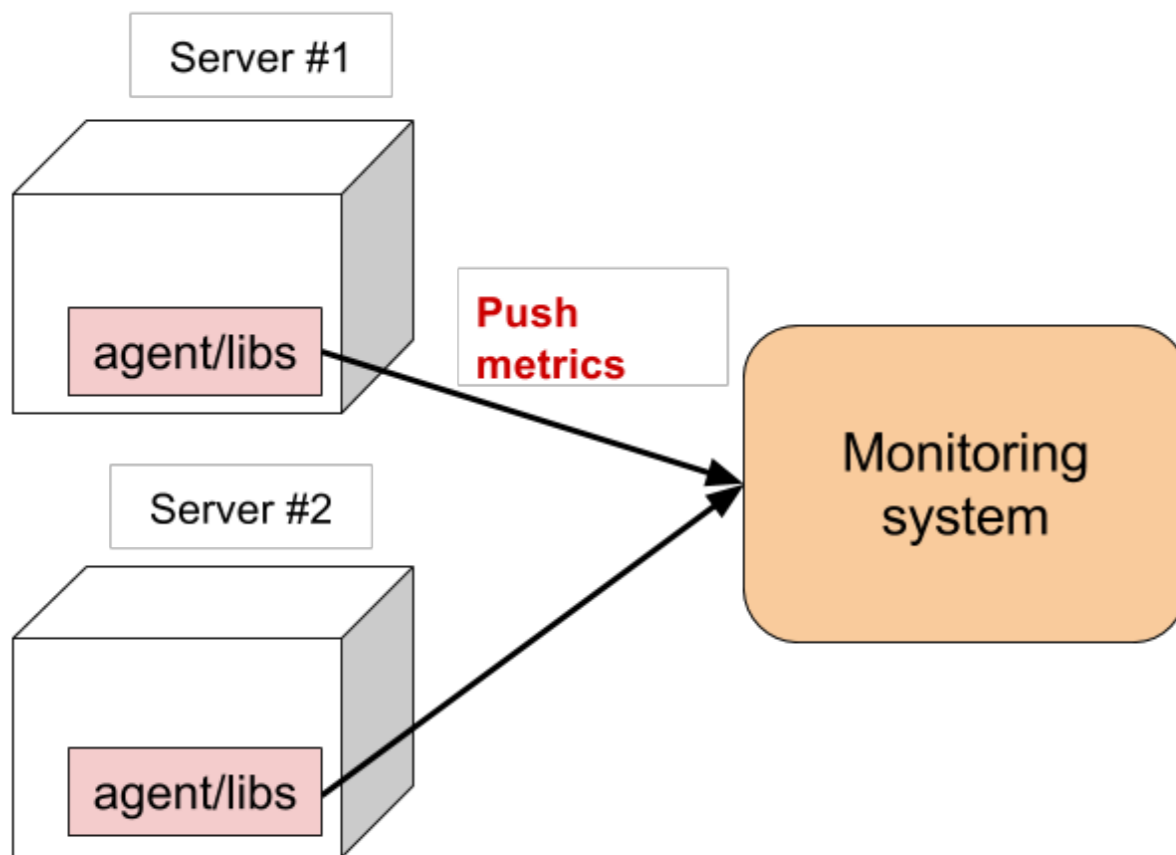 Server #1
agent/libs
Push
metrics
Monitoring
system
Server #2
agent/libs